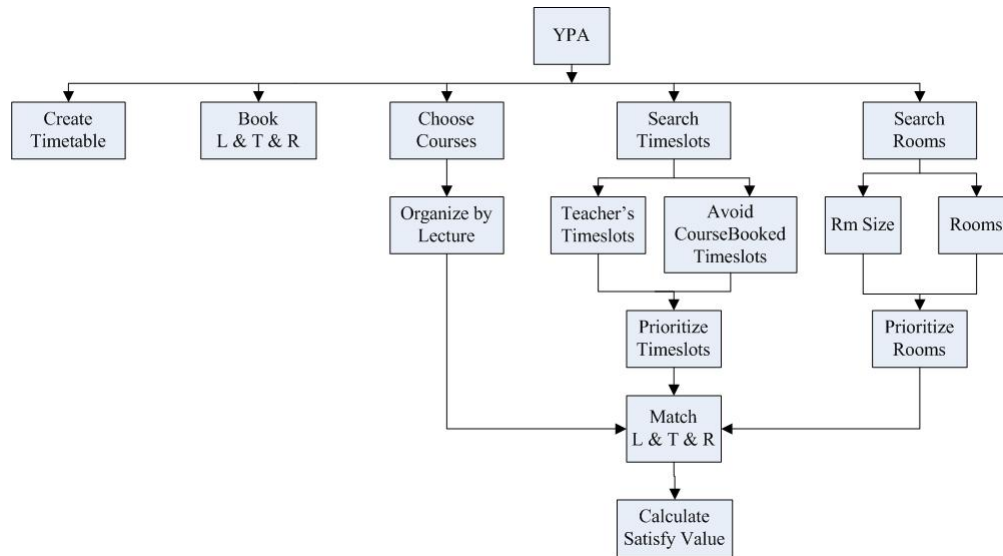 YPA
Create
Timetable
Book
L & T & R
Choose
Courses
Search
Timeslots
Search
Rooms
Organize by
Lecture
Teacher's
Timeslots
Avoid
CourseBooked
Timeslots
Rm Size
Rooms
Prioritize
Timeslots
Prioritize
Rooms
Match
L & T & R
Calculate
Satisfy Value